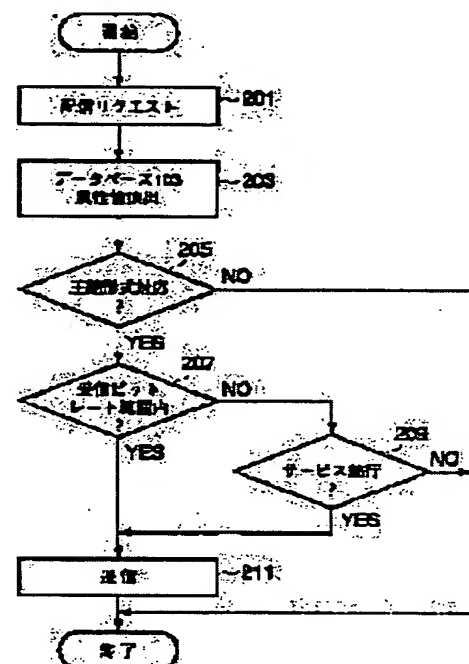 開始
配信リクエスト
201
データベース103
属性値検出
203
205
NO
?
YES
207
受信ビット
レート範囲内
?
NO
YES
209
サービス続行
?
NO
YES
送信
211
終了